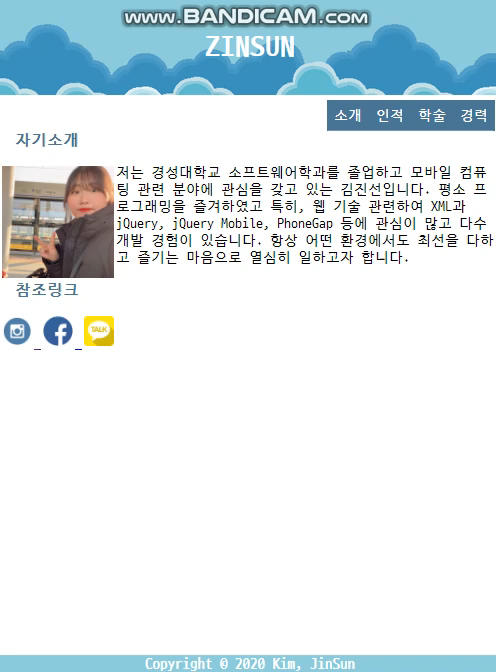 www.BANDICAM.com
ZINSUN
소개 인적 학술 경력
자기소개
저는 경성대학교 소프트웨어학과를 졸업하고 모바일 컴퓨
팅 관련 분야에 관심을 갖고 있는 김진선입니다. 평소 프
로그래밍을 즐겨하였고 특히, 웹 기술 관련하여 XML과
jQuery, jQuery Mobile, PhoneGap 등에 관심이 많고 다수
개발 경험이 있습니다. 항상 어떤 환경에서도 최선을 다하
고 즐기는 마음으로 열심히 일하고자 합니다.
참조링크
TALK
Copyright © 2020 Kim, JinSun